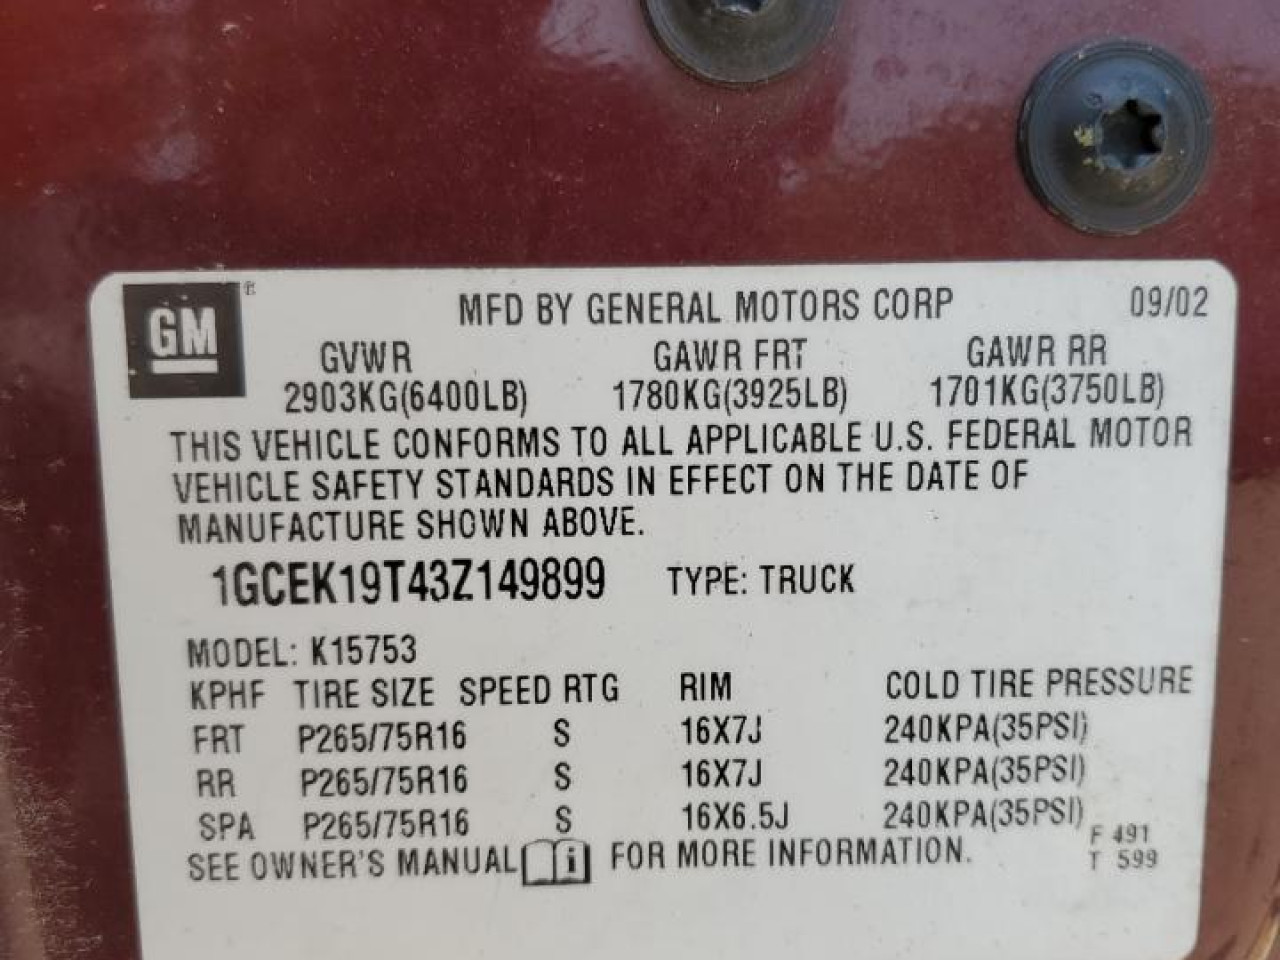 GM ®
MFD BY GENERAL MOTORS CORP 09/02
GVWR GAWR FRT GAWR RR
2903KG(6400LB) 1780KG(3925LB) 1701KG(3750LB)
THIS VEHICLE CONFORMS TO ALL APPLICABLE U.S. FEDERAL MOTOR
VEHICLE SAFETY STANDARDS IN EFFECT ON THE DATE OF
MANUFACTURE SHOWN ABOVE.
1GCEK19T43Z149899 TYPE: TRUCK
MODEL: K15753
KPHF TIRE SIZE SPEED RTG RIM COLD TIRE PRESSURE
FRT P265/75R16 S 16X7J 240KPA(35PSI)
RR P265/75R16 S 16X7J 240KPA(35PSI)
SPA P265/75R16 S 16X6.5J 240KPA(35PSI)
F 491
SEE OWNER'S MANUAL i FOR MORE INFORMATION. T 599